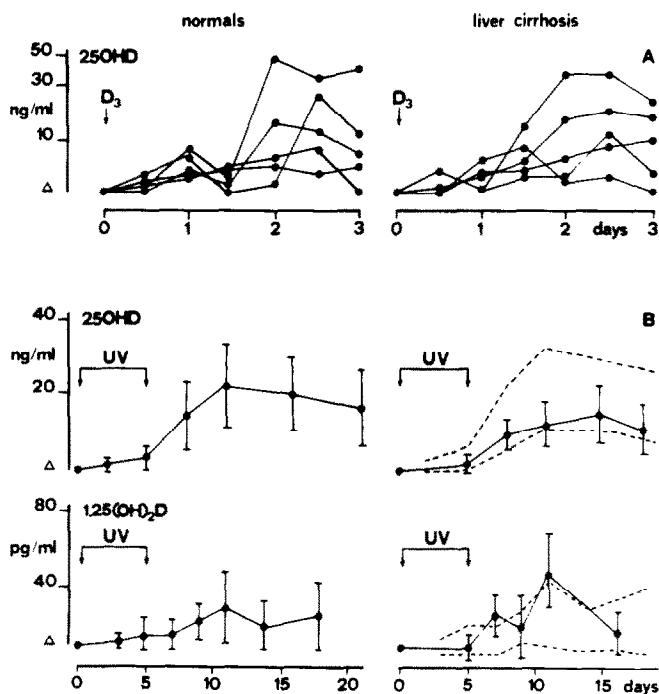 normals liver cirrhosis
50 25OHD A
30
ng/ml D₃ D₃
10
Δ
0 1 2 3 0 1 2 days 3
40 25OHD B
ng/ml UV UV
20
Δ
80 1,25(OH)₂D
pg/ml UV UV
40
Δ
0 5 10 15 20 0 5 10 15 days